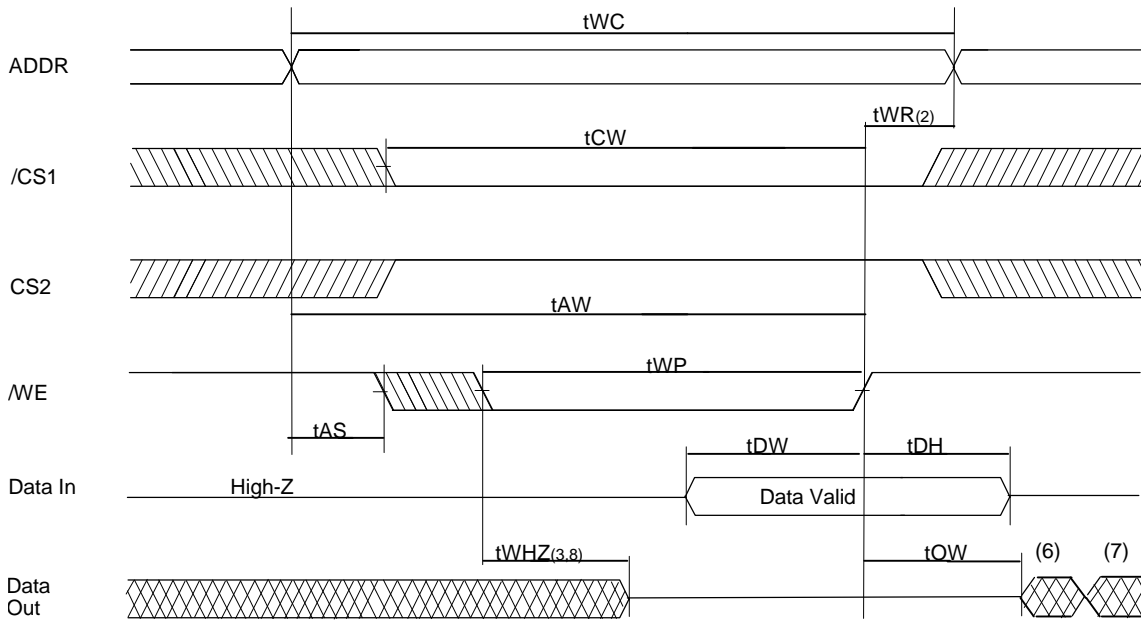 tWC
ADDR
tWR(2)
tCW
/CS1
CS2
tAW
tWP
/WE
tAS
tDW
tDH
Data In
High-Z
Data Valid
tWHZ(3,8)
tOW
(6)
(7)
Data
Out